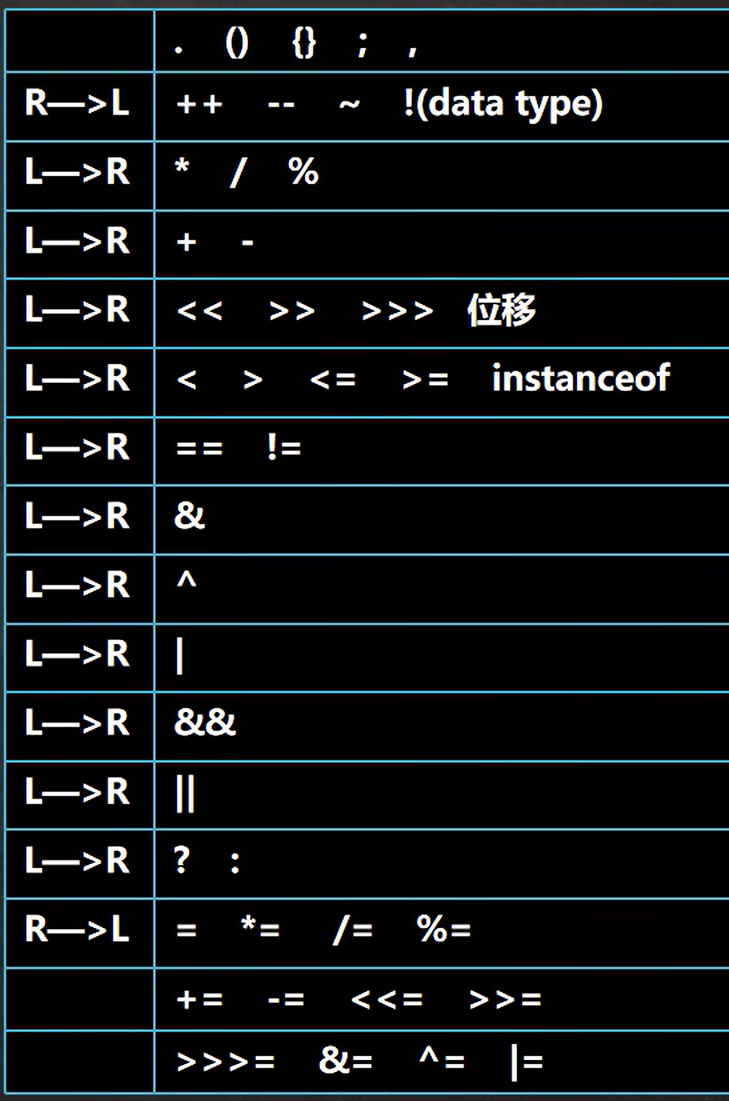 . () {} ; ,
R—>L ++ -- ~ !(data type)
L—>R * / %
L—>R + -
L—>R << >> >>> 位移
L—>R < > <= >= instanceof
L—>R == !=
L—>R &
L—>R ^
L—>R |
L—>R &&
L—>R ||
L—>R ? :
R—>L = *= /= %=
+= -= <<= >>=
>>>= &= ^= |=